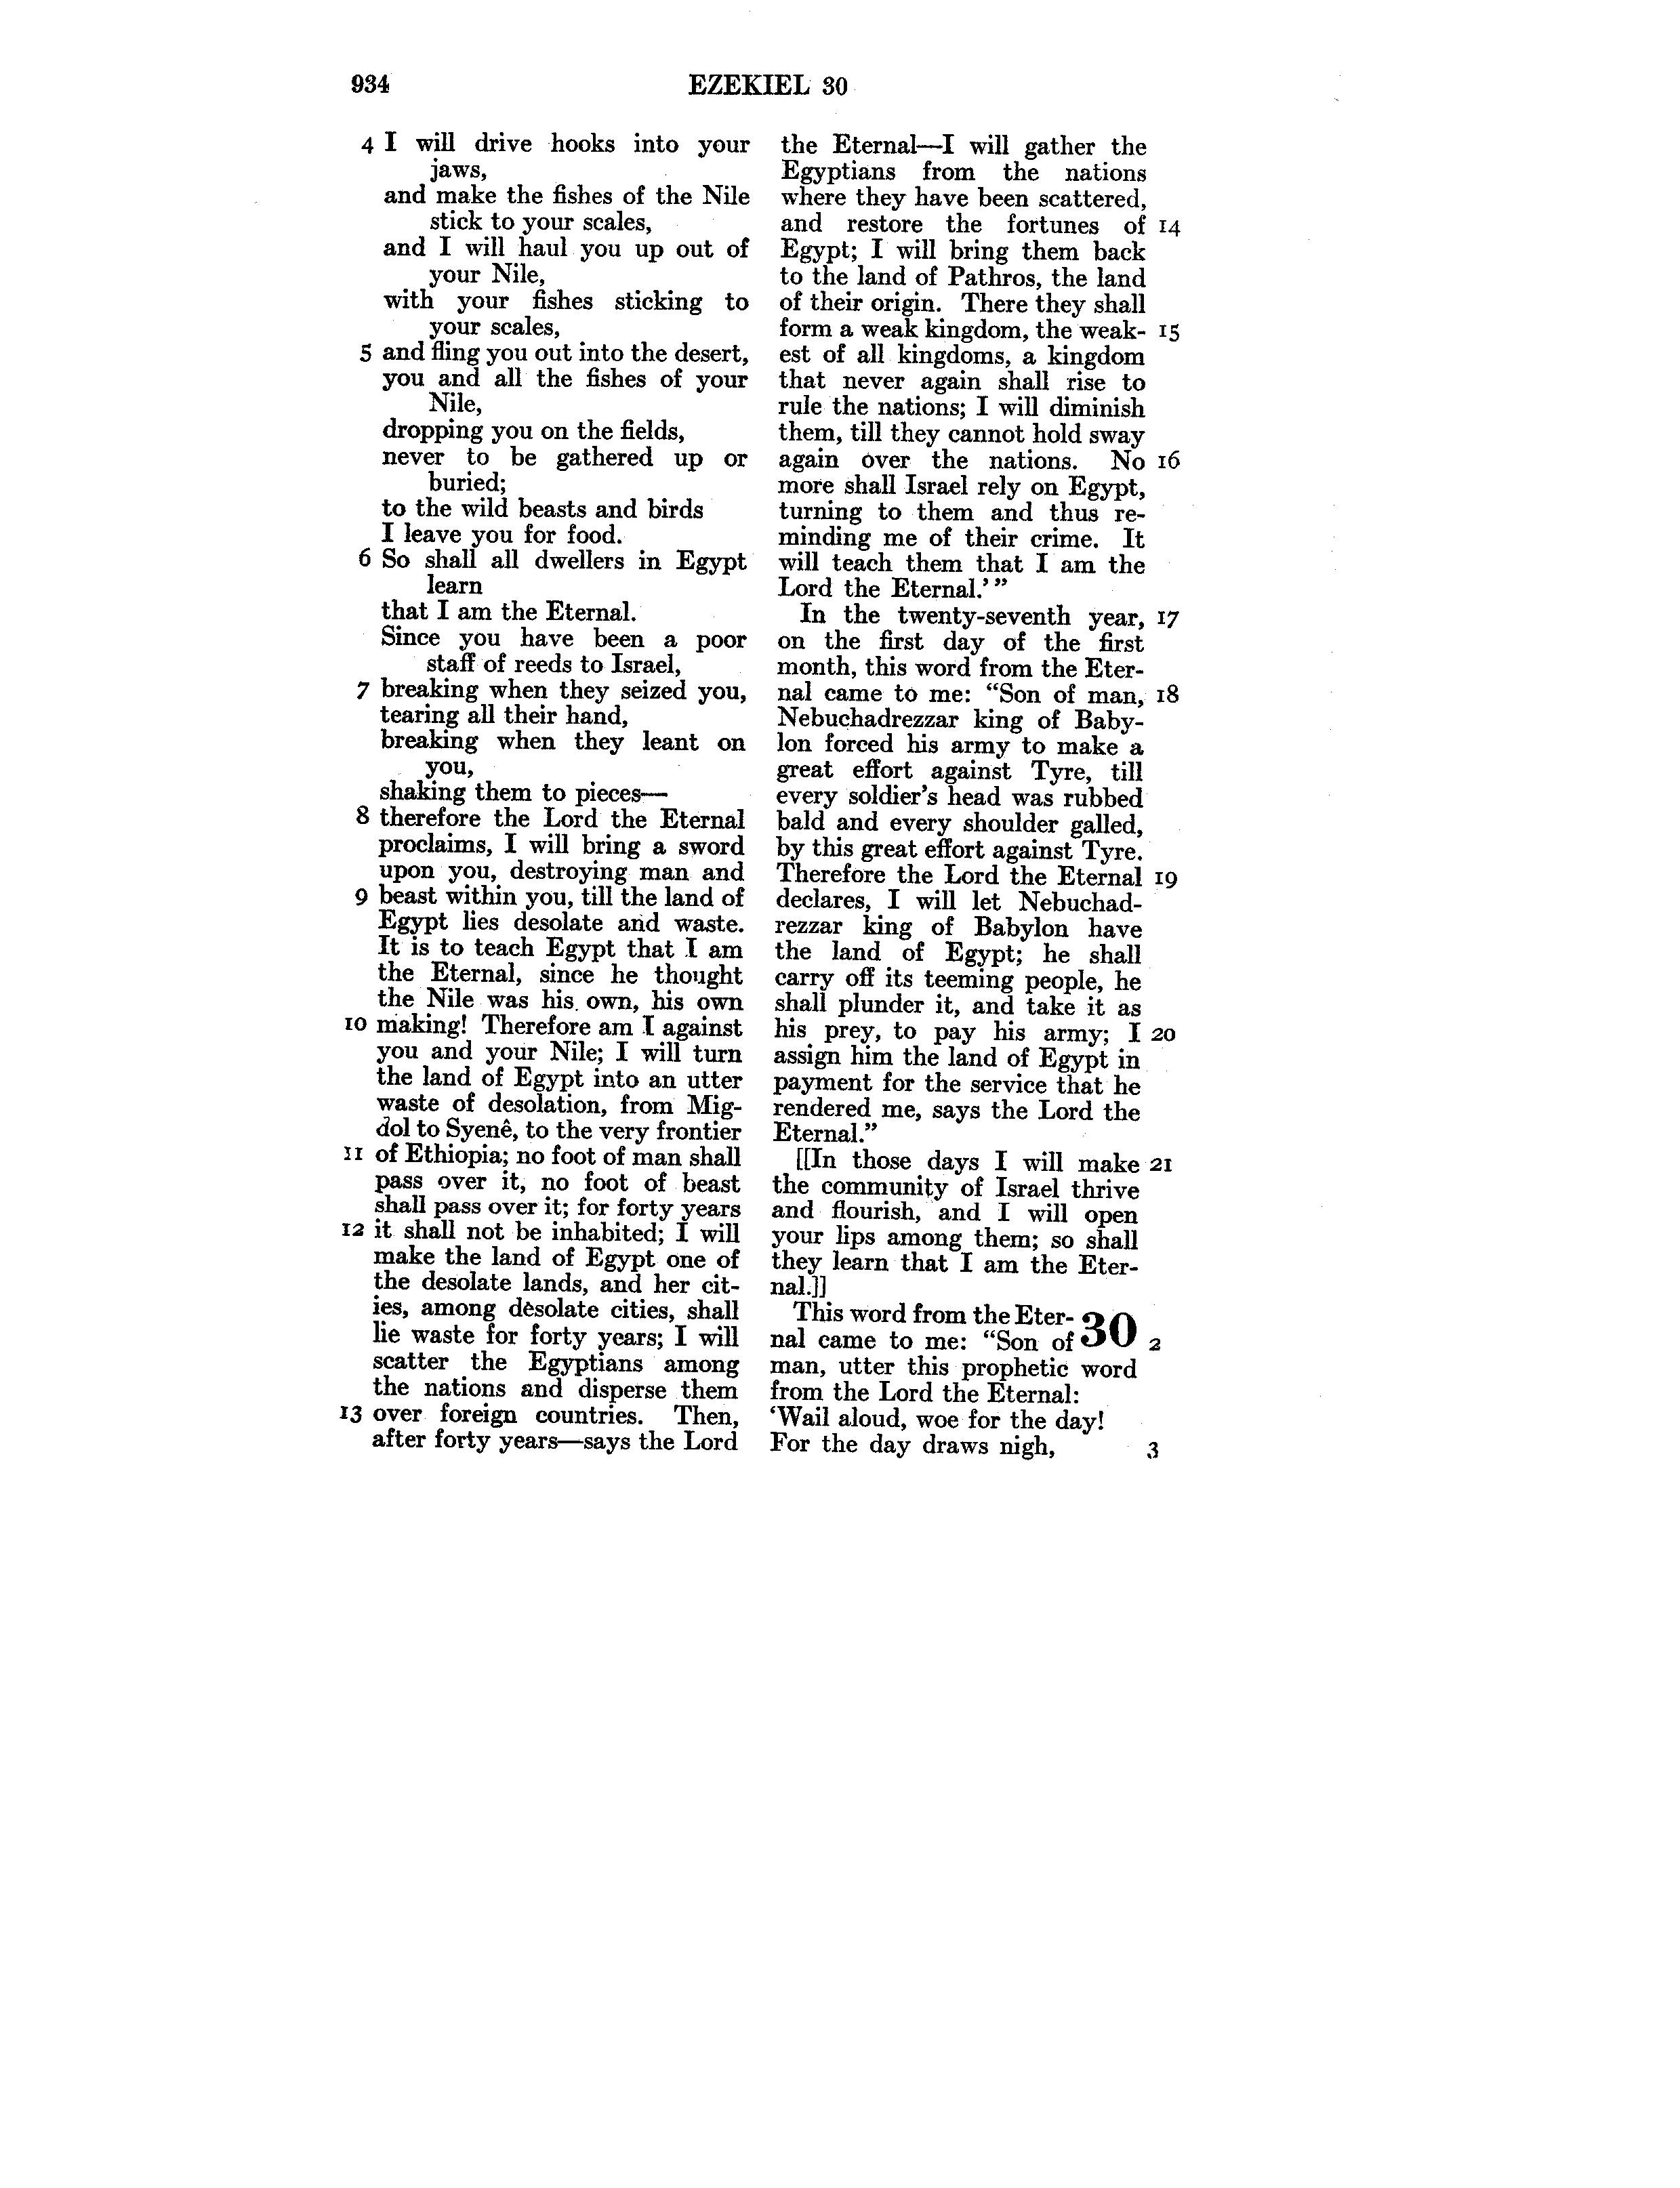 934 EZEKIEL 30
4 I will drive hooks into your
jaws,
and make the fishes of the Nile
stick to your scales,
and I will haul you up out of
your Nile,
with your fishes sticking to
your scales,
5 and fling you out into the desert,
you and all the fishes of your
Nile,
dropping you on the fields,
never to be gathered up or
buried;
to the wild beasts and birds
I leave you for food.
6 So shall all dwellers in Egypt
learn
that I am the Eternal.
Since you have been a poor
staff of reeds to Israel,
7 breaking when they seized you,
tearing all their hand,
breaking when they leant on
you,
shaking them to pieces—
8 therefore the Lord the Eternal
proclaims, I will bring a sword
upon you, destroying man and
9 beast within you, till the land of
Egypt lies desolate and waste.
It is to teach Egypt that I am
the Eternal, since he thought
the Nile was his own, his own
10 making! Therefore am I against
you and your Nile; I will turn
the land of Egypt into an utter
waste of desolation, from Mig-
dol to Syenê, to the very frontier
11 of Ethiopia; no foot of man shall
pass over it, no foot of beast
shall pass over it; for forty years
12 it shall not be inhabited; I will
make the land of Egypt one of
the desolate lands, and her cit-
ies, among desolate cities, shall
lie waste for forty years; I will
scatter the Egyptians among
the nations and disperse them
13 over foreign countries. Then,
after forty years—says the Lord
the Eternal—I will gather the
Egyptians from the nations
where they have been scattered,
and restore the fortunes of 14
Egypt; I will bring them back
to the land of Pathros, the land
of their origin. There they shall
form a weak kingdom, the weak- 15
est of all kingdoms, a kingdom
that never again shall rise to
rule the nations; I will diminish
them, till they cannot hold sway
again over the nations. No 16
more shall Israel rely on Egypt,
turning to them and thus re-
minding me of their crime. It
will teach them that I am the
Lord the Eternal.’”
In the twenty-seventh year, 17
on the first day of the first
month, this word from the Eter-
nal came to me: “Son of man, 18
Nebuchadrezzar king of Baby-
lon forced his army to make a
great effort against Tyre, till
every soldier’s head was rubbed
bald and every shoulder galled,
by this great effort against Tyre.
Therefore the Lord the Eternal 19
declares, I will let Nebuchad-
rezzar king of Babylon have
the land of Egypt; he shall
carry off its teeming people, he
shall plunder it, and take it as
his prey, to pay his army; I 20
assign him the land of Egypt in
payment for the service that he
rendered me, says the Lord the
Eternal.”
[[In those days I will make 21
the community of Israel thrive
and flourish, and I will open
your lips among them; so shall
they learn that I am the Eter-
nal.]]
This word from the Eter- 30
nal came to me: “Son of 2
man, utter this prophetic word
from the Lord the Eternal:
‘Wail aloud, woe for the day!
For the day draws nigh, 3